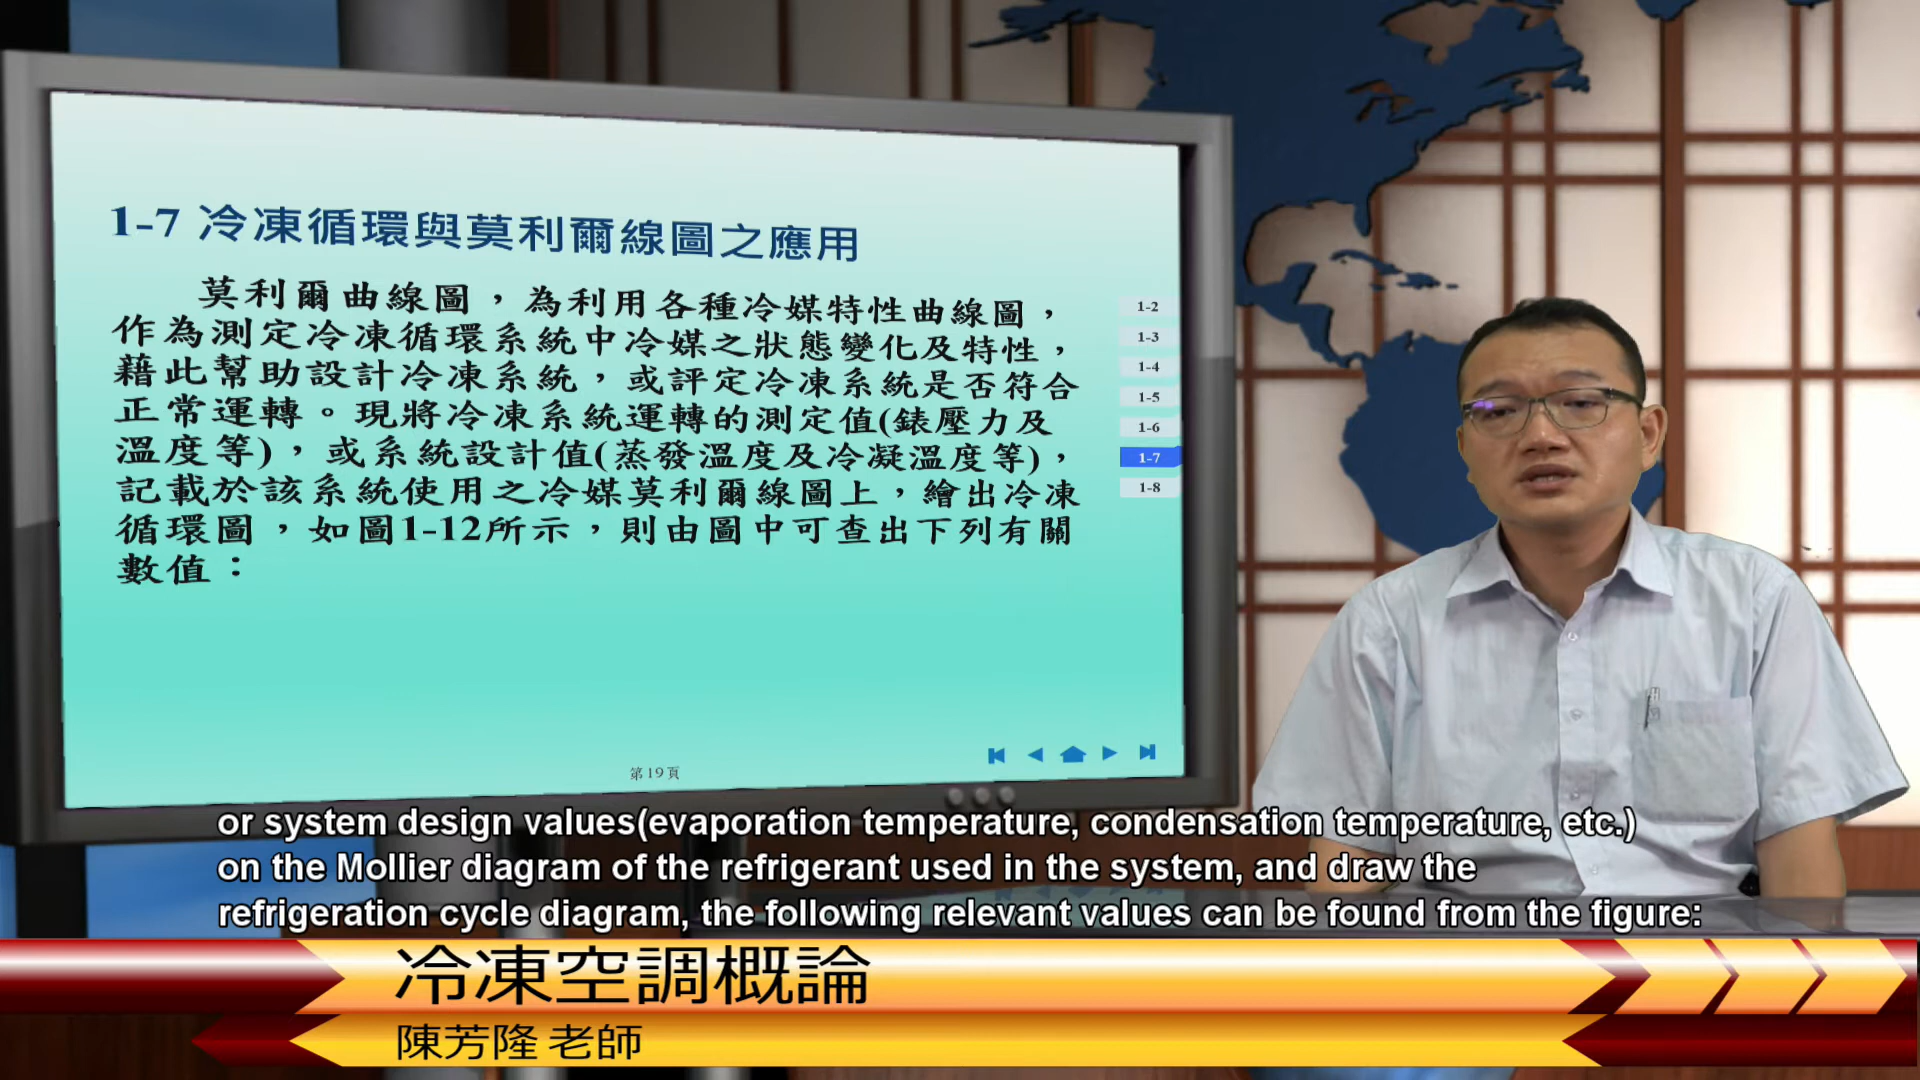 1-7 冷凍循環與莫利爾線圖之應用
莫利爾曲線圖，為利用各種冷媒特性曲線圖，
作為測定冷凍循環系統中冷媒之狀態變化及特性，
藉此幫助設計冷凍系統，或評定冷凍系統是否符合
正常運轉。現將冷凍系統運轉的測定值(錶壓力及
溫度等)，或系統設計值(蒸發溫度及冷凝溫度等)，
記載於該系統使用之冷媒莫利爾線圖上，繪出冷凍
循環圖，如圖1-12所示，則由圖中可查出下列有關
數值：
1-2
1-3
1-4
1-5
1-6
1-7
1-8
第19頁
or system design values(evaporation temperature, condensation temperature, etc.)
on the Mollier diagram of the refrigerant used in the system, and draw the
refrigeration cycle diagram, the following relevant values can be found from the figure:
冷凍空調概論
陳芳隆 老師